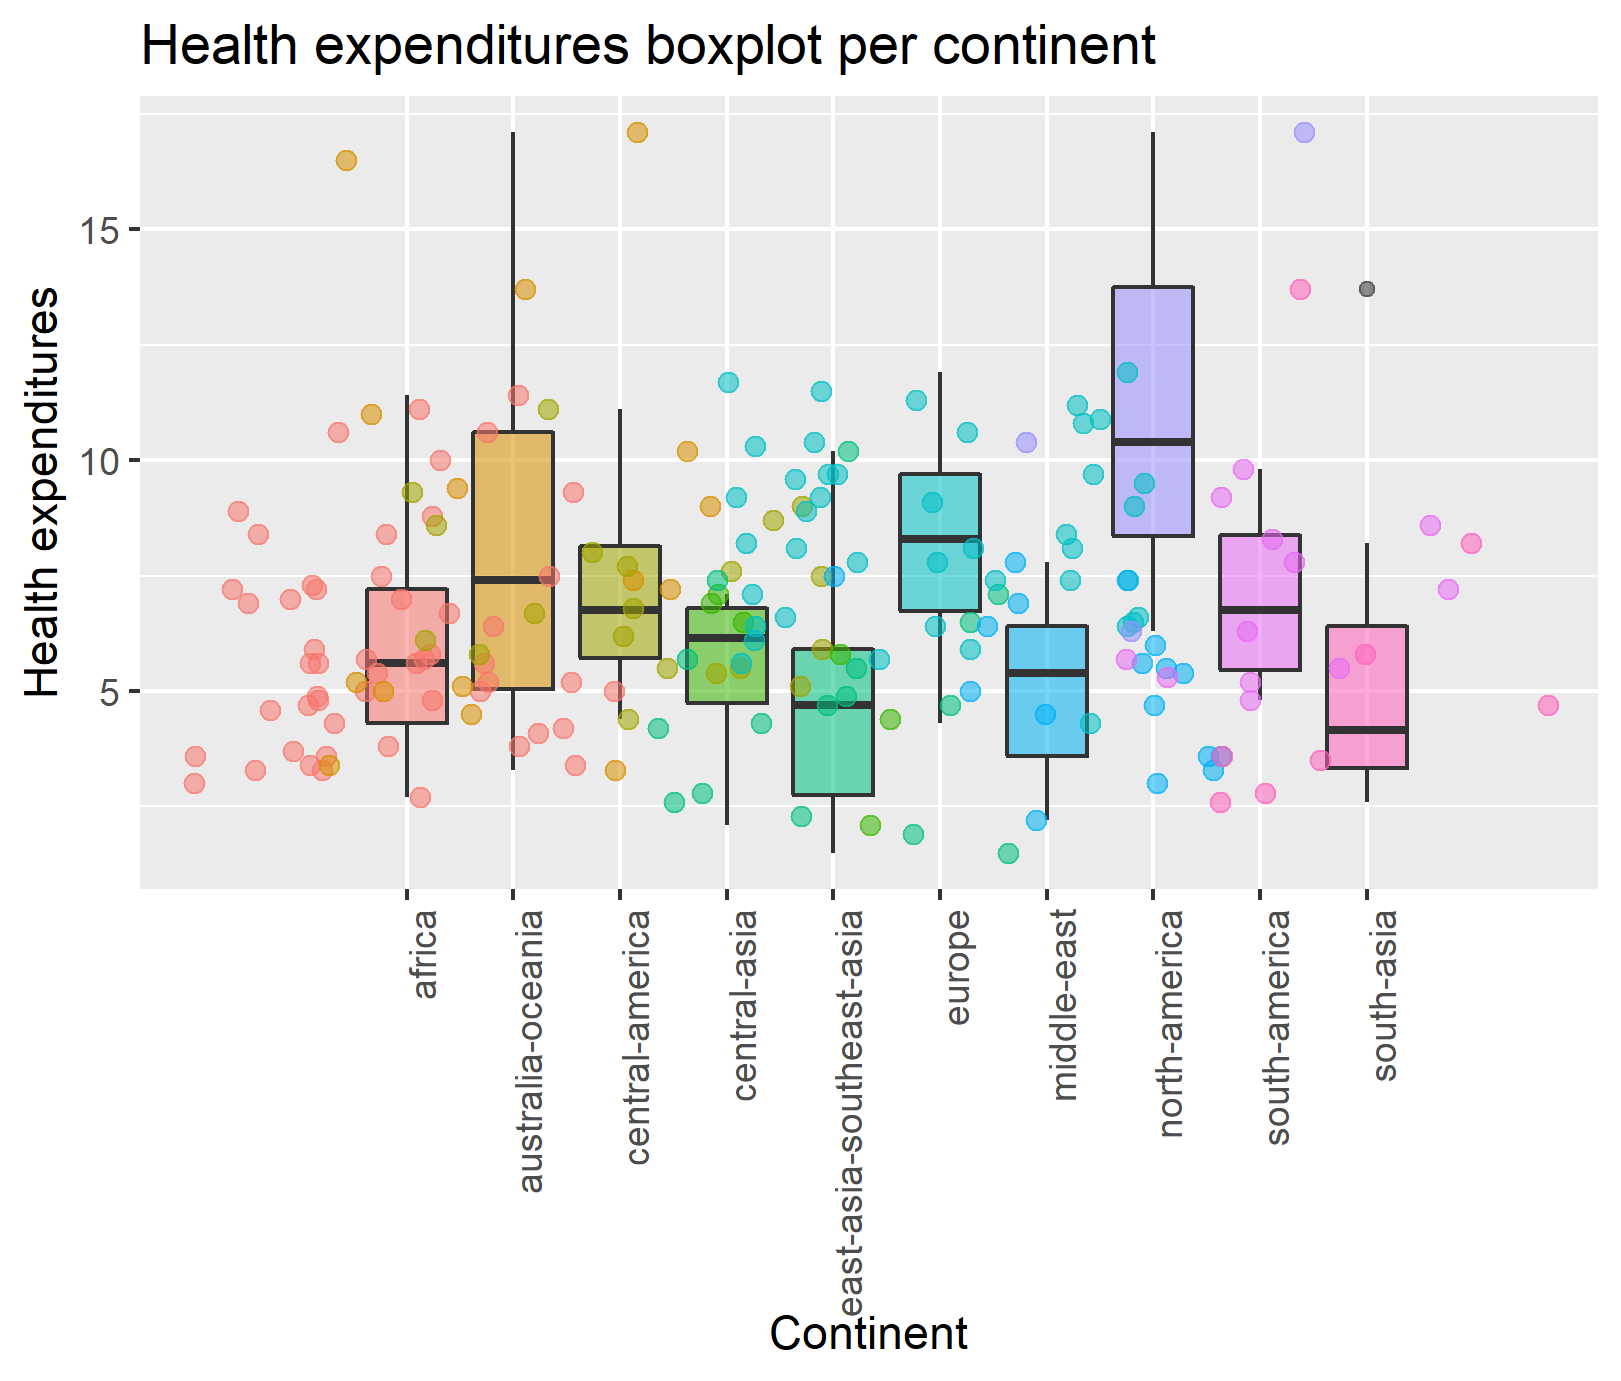 Health expenditures boxplot per continent
Health expenditures
15
10
5
africa
australia-oceania
central-america
central-asia
east-asia-southeast-asia
europe
middle-east
north-america
south-america
south-asia
Continent